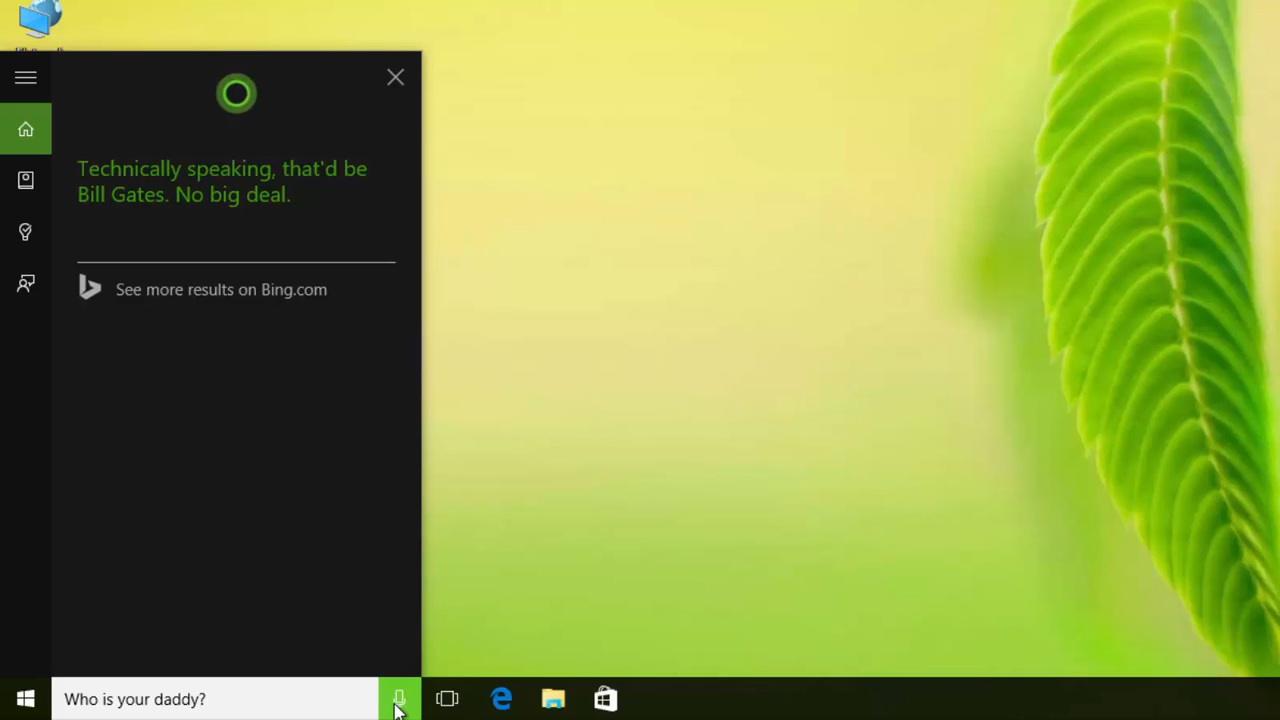 Technically speaking, that'd be
Bill Gates. No big deal.
See more results on Bing.com
Who is your daddy?